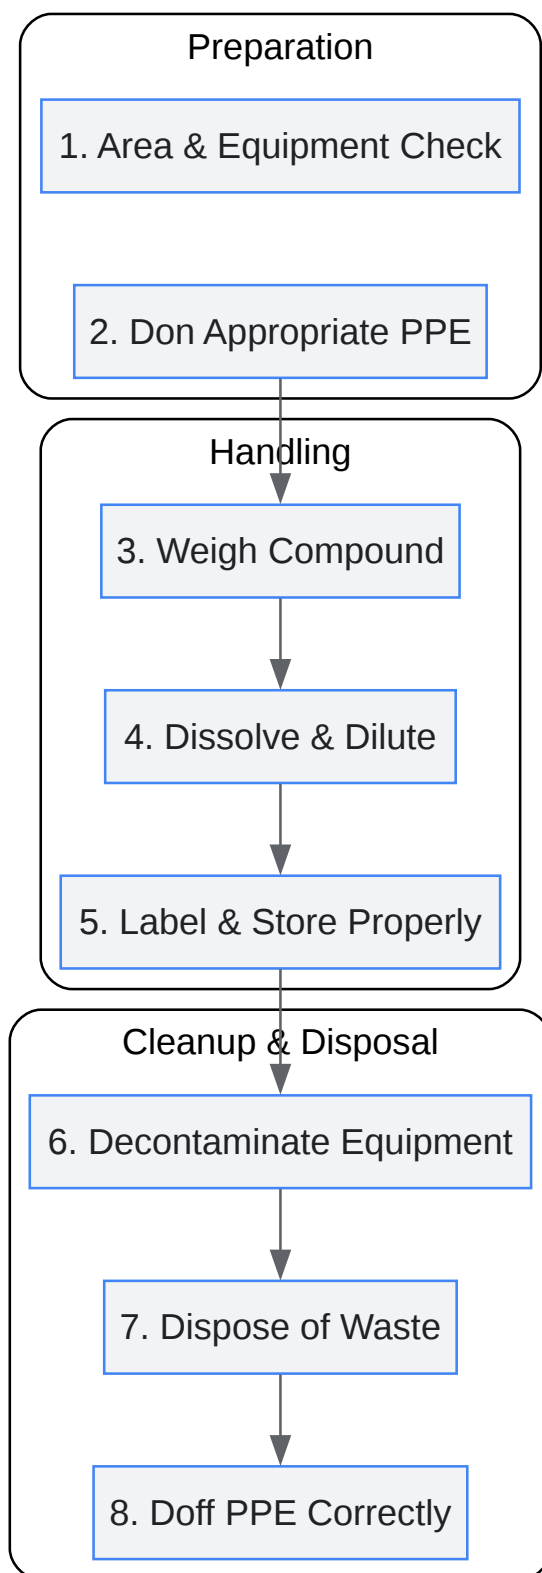 Preparation
1. Area & Equipment Check
2. Don Appropriate PPE
Handling
3. Weigh Compound
4. Dissolve & Dilute
5. Label & Store Properly
Cleanup & Disposal
6. Decontaminate Equipment
7. Dispose of Waste
8. Doff PPE Correctly